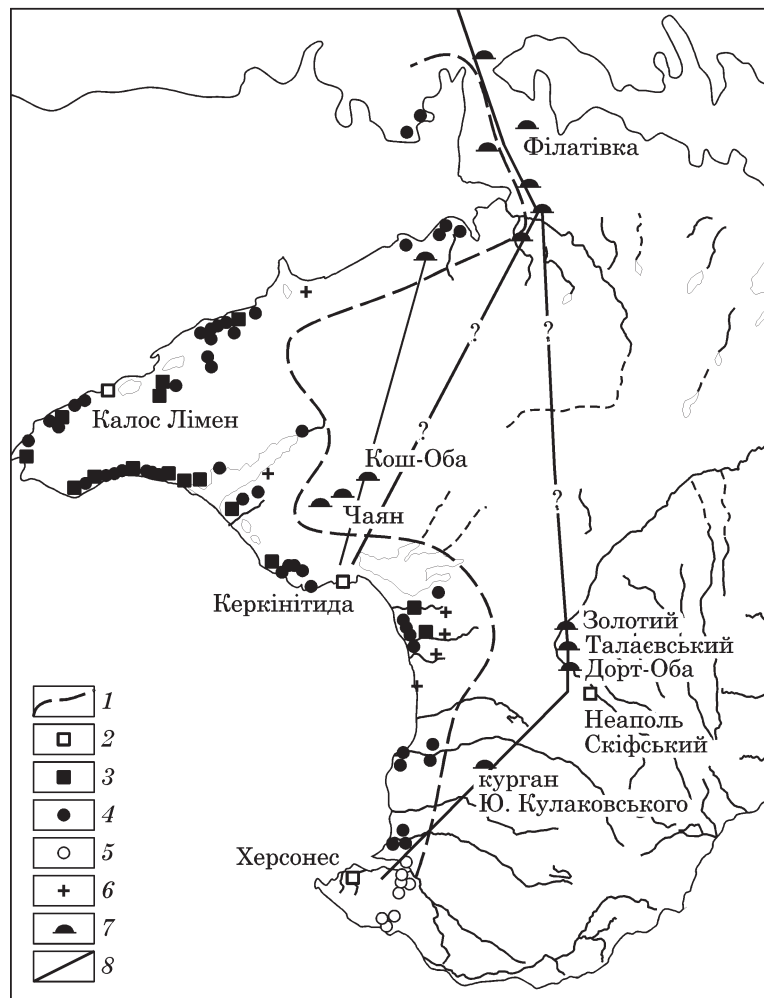 Філатівка
?
?
Калос Лімен
?
Кош-Оба
?
Чаян
Керкінітида
Золотий
Талаєвський
Дорт-Оба
Неаполь
Скіфський
курган
Ю. Кулаковського
Херсонес
1
2
3
4
5
6
7
8